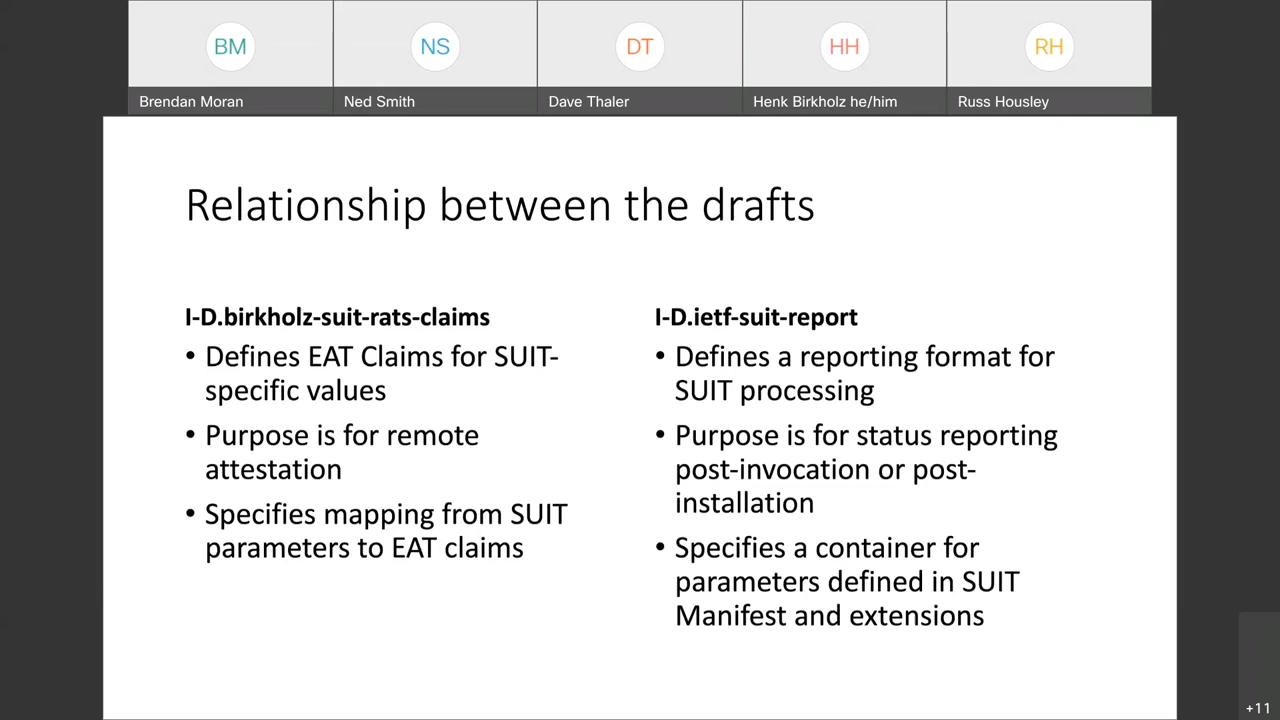 BM
NS
DT
HH
RH
Brendan Moran
Ned Smith
Dave Thaler
Henk Birkholz he/him
Russ Housley
Relationship between the drafts
I-D.birkholz-suit-rats-claims
• Defines EAT Claims for SUIT-
specific values
• Purpose is for remote
attestation
• Specifies mapping from SUIT
parameters to EAT claims
I-D.ietf-suit-report
• Defines a reporting format for
SUIT processing
• Purpose is for status reporting
post-invocation or post-
installation
• Specifies a container for
parameters defined in SUIT
Manifest and extensions
+11